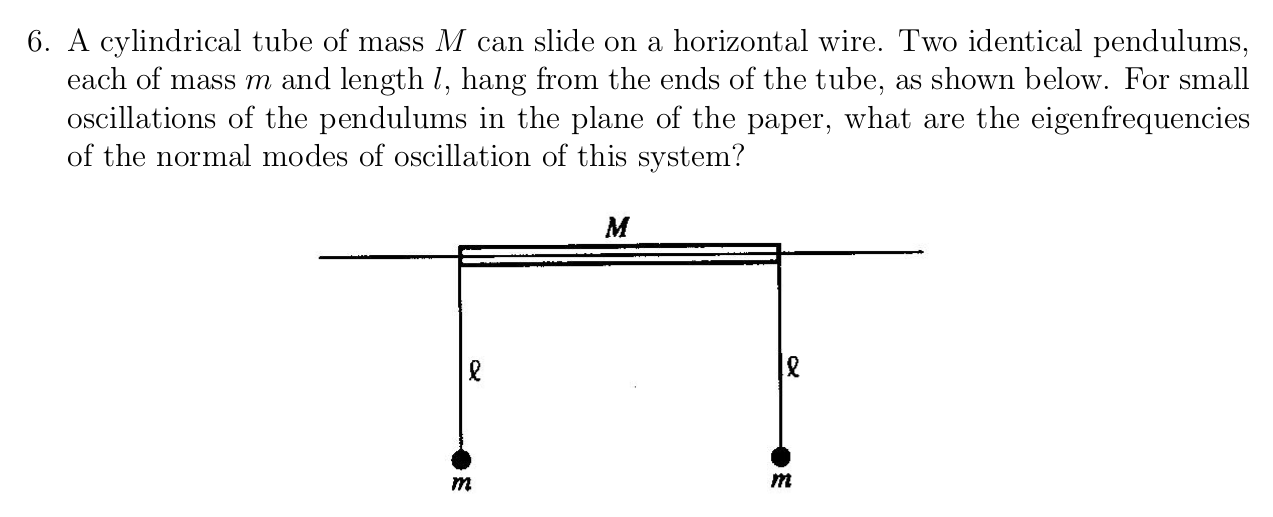 6. A cylindrical tube of mass M can slide on a horizontal wire. Two identical pendulums,
each of mass m and length l, hang from the ends of the tube, as shown below. For small
oscillations of the pendulums in the plane of the paper, what are the eigenfrequencies
of the normal modes of oscillation of this system?
M
ℓ ℓ
m m